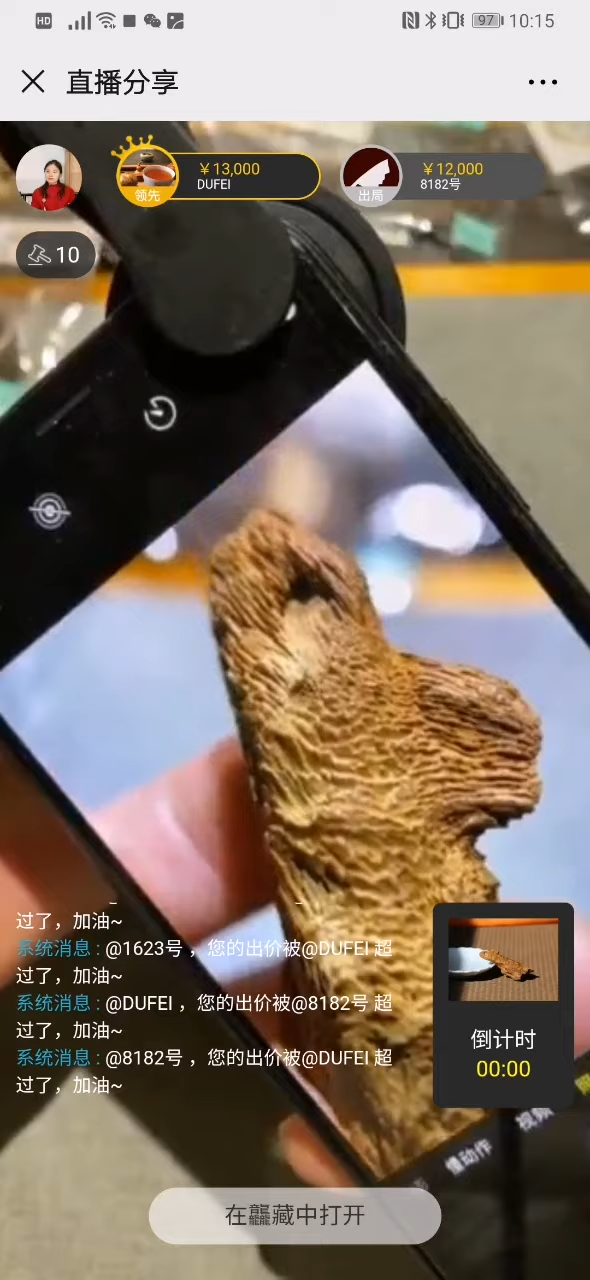 HD
97
10:15
直播分享
￥13,000
DUFEI
领先
￥12,000
8182号
出局
10
过了，加油~
系统消息 : @1623号 ，您的出价被@DUFEI 超
过了，加油~
系统消息 : @DUFEI ，您的出价被@8182号 超
过了，加油~
系统消息 : @8182号 ，您的出价被@DUFEI 超
过了，加油~
倒计时
00:00
慢动作
视频
在龘藏中打开